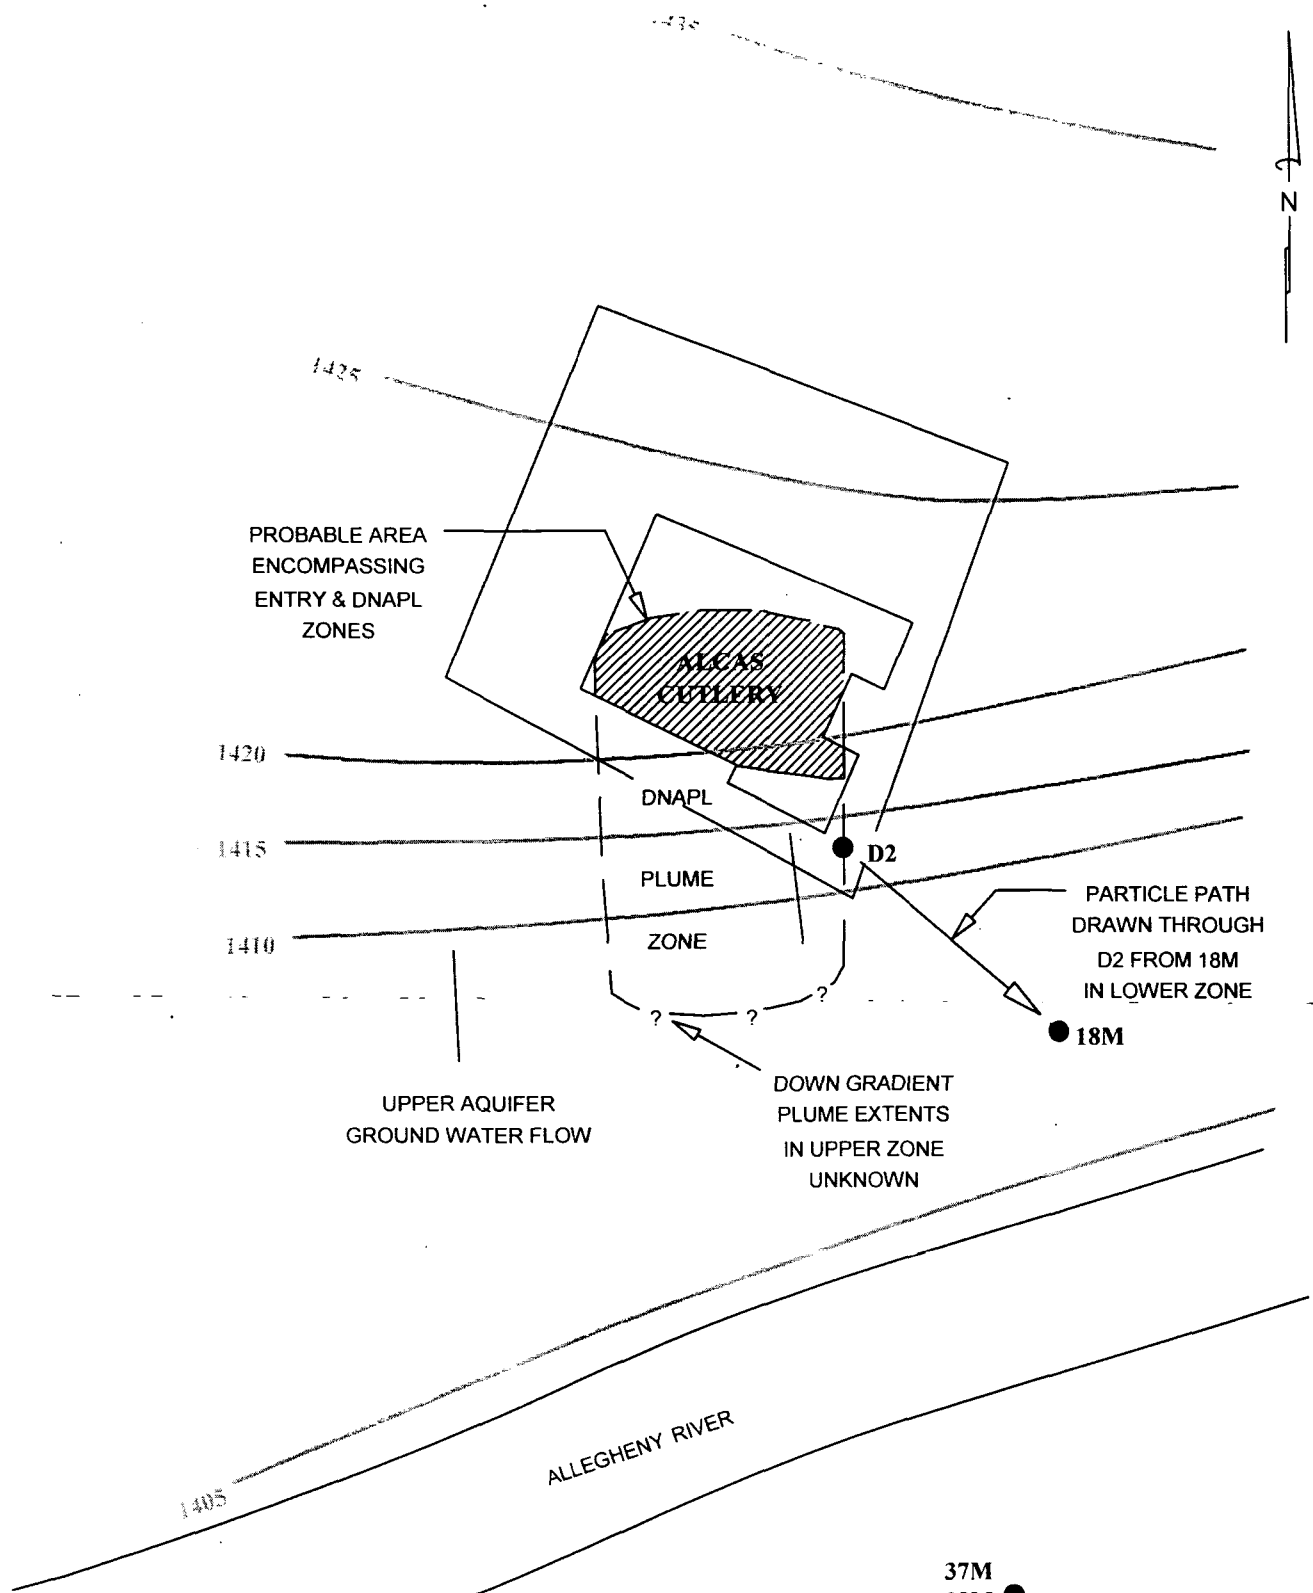 1435
N
1425
PROBABLE AREA
ENCOMPASSING
ENTRY & DNAPL
ZONES
ALCAS
CUTLERY
1420
DNAPL
1415
D2
PLUME
PARTICLE PATH
DRAWN THROUGH
D2 FROM 18M
IN LOWER ZONE
1410
ZONE
?
?
?
18M
DOWN GRADIENT
PLUME EXTENTS
IN UPPER ZONE
UNKNOWN
UPPER AQUIFER
GROUND WATER FLOW
ALLEGHENY RIVER
1405
37M